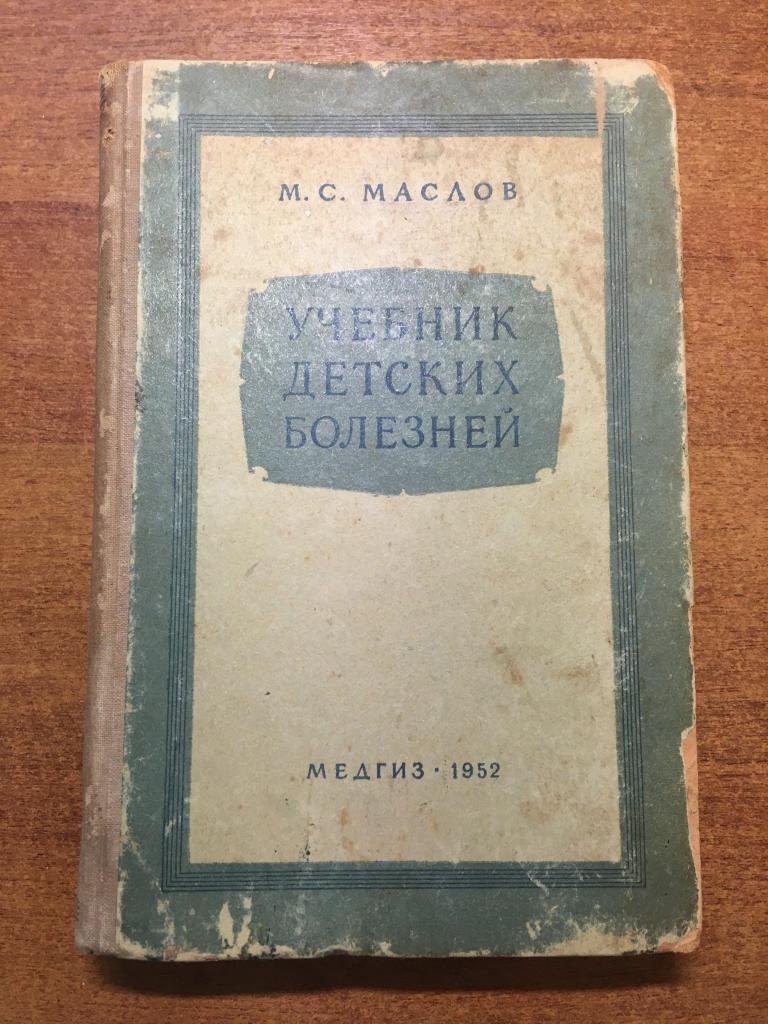 М. С. МАСЛОВ
УЧЕБНИК
ДЕТСКИХ
БОЛЕЗНЕЙ
МЕДГИЗ · 1952